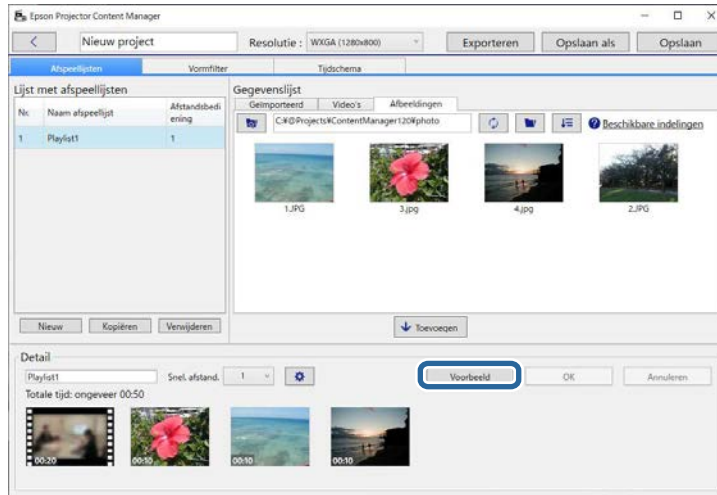 Epson Projector Content Manager
Nieuw project
Resolutie : WXGA (1280x800)
Exporteren
Opslaan als
Opslaan
Afspeellijsten
Vormfilter
Tijdschema
Lijst met afspeellijsten
Nr. Naam afspeellijst Afstandsbedi
ening
1 Playlist1 1
Nieuw
Kopiëren
Verwijderen
Gegevenslijst
Geïmporteerd
Video's
Afbeeldingen
C:¥@Projects¥ContentManager120¥photo
Beschikbare indelingen
1.JPG
3.jpg
4.jpg
2.JPG
Toevoegen
Detail
Playlist1
Snel. afstand. 1
Voorbeeld
OK
Annuleren
Totale tijd: ongeveer 00:50
00:20
00:10
00:10
00:10